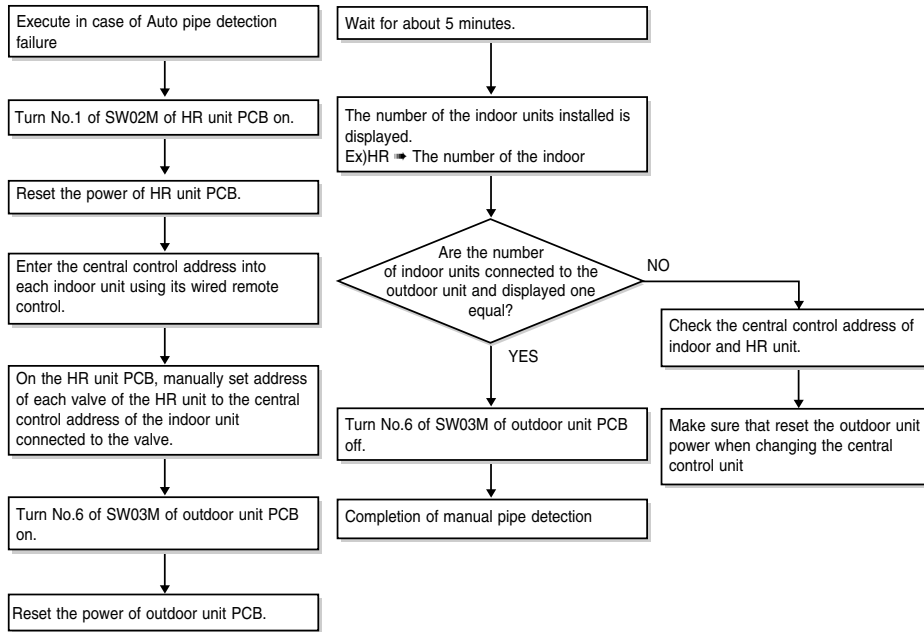 Execute in case of Auto pipe detection
failure
Turn No.1 of SW02M of HR unit PCB on.
Reset the power of HR unit PCB.
Enter the central control address into
each indoor unit using its wired remote
control.
On the HR unit PCB, manually set address
of each valve of the HR unit to the central
control address of the indoor unit
connected to the valve.
Turn No.6 of SW03M of outdoor unit PCB
on.
Reset the power of outdoor unit PCB.
Wait for about 5 minutes.
The number of the indoor units installed is
displayed.
Ex)HR ➠ The number of the indoor
Are the number
of indoor units connected to the
outdoor unit and displayed one
equal?
NO
YES
Turn No.6 of SW03M of outdoor unit PCB
off.
Completion of manual pipe detection
Check the central control address of
indoor and HR unit.
Make sure that reset the outdoor unit
power when changing the central
control unit